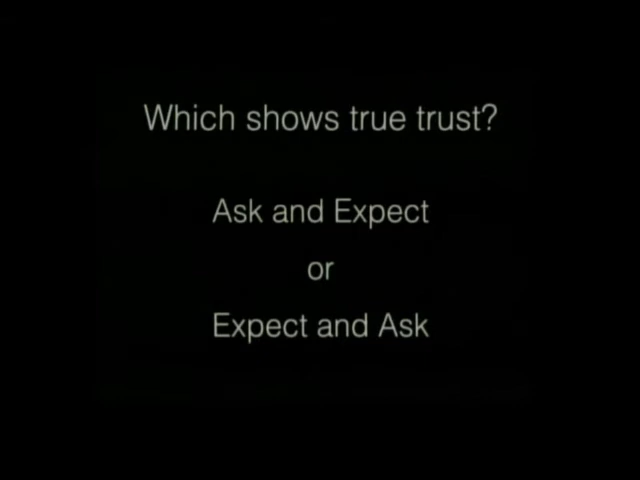 Which shows true trust?
Ask and Expect
or
Expect and Ask